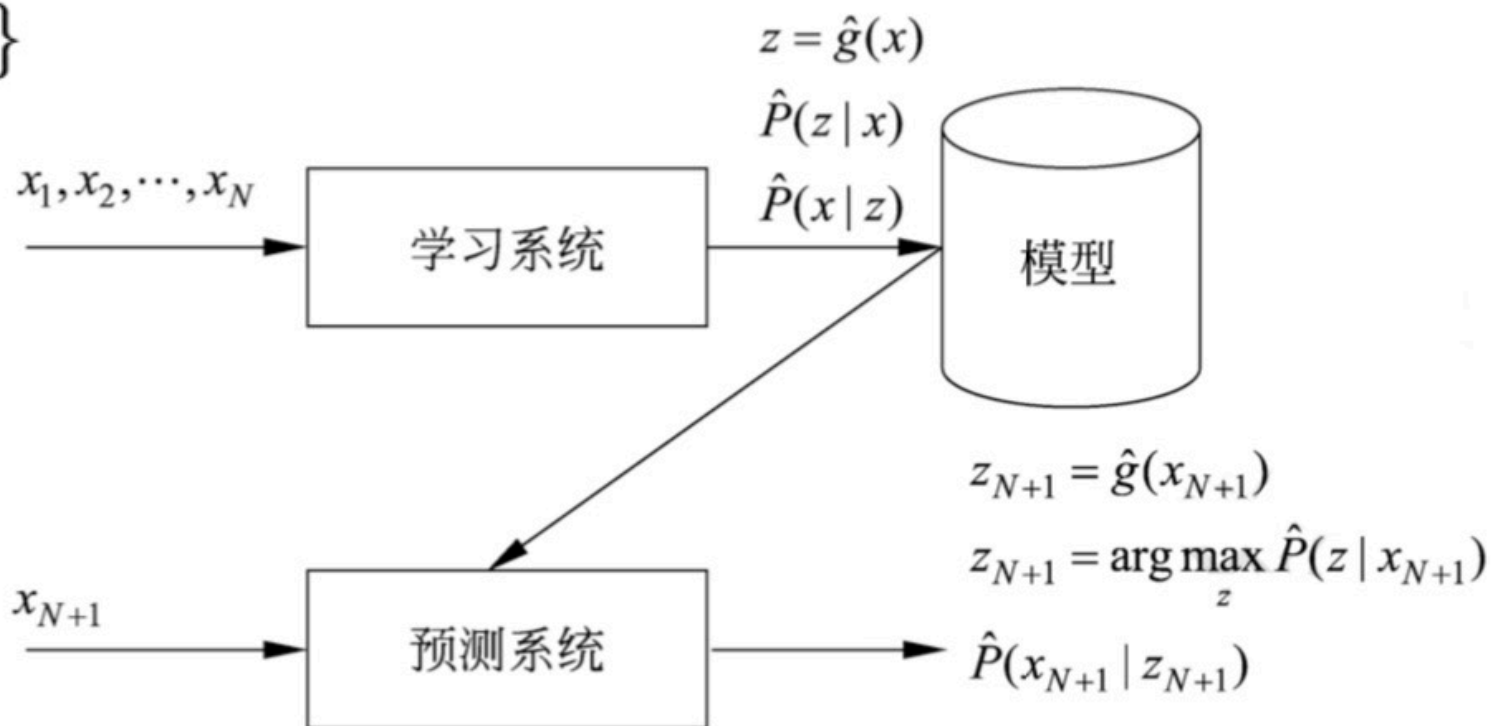 }
z = ĝ(x)
P̂(z | x)
x₁, x₂, ⋯, x_N
P̂(x | z)
学习系统
模型
z_{N+1} = ĝ(x_{N+1})
z_{N+1} = arg max_z P̂(z | x_{N+1})
x_{N+1}
预测系统
P̂(x_{N+1} | z_{N+1})